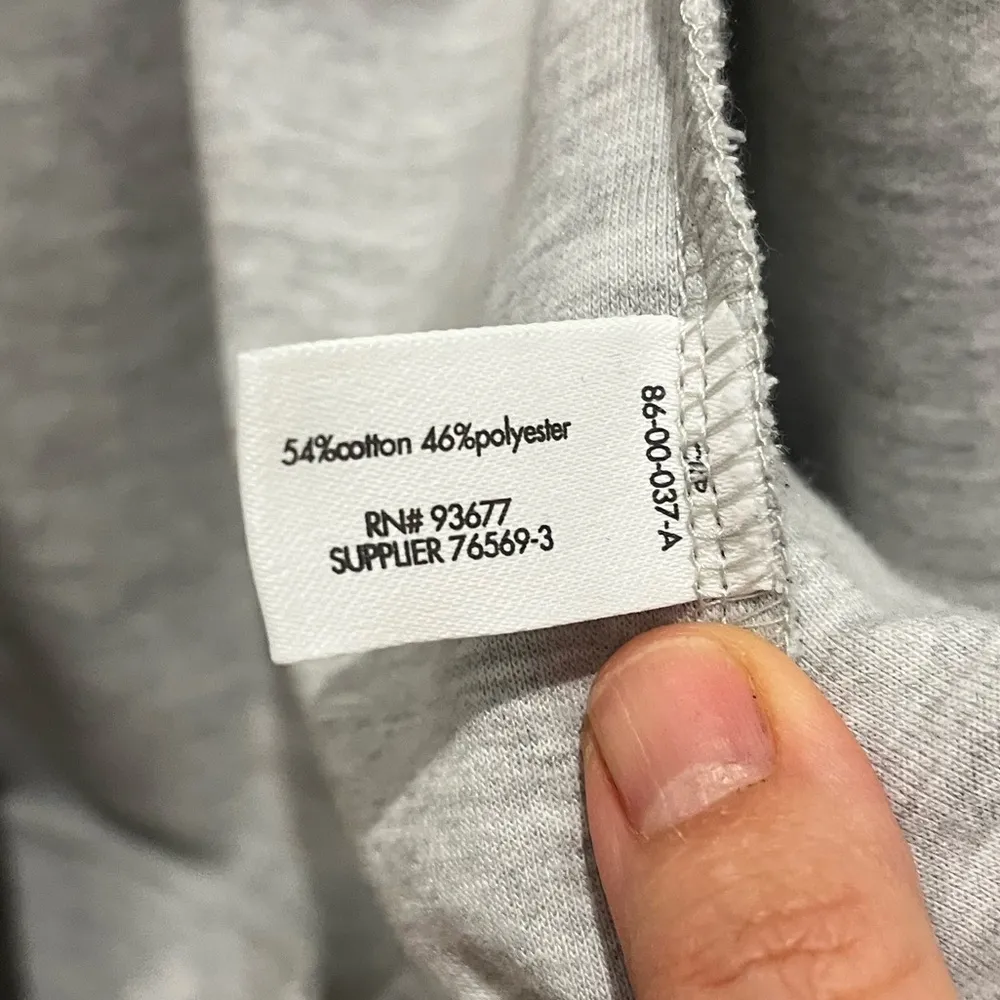 54%cotton 46%polyester
RN# 93677
SUPPLIER 76569-3
86-00-037-A